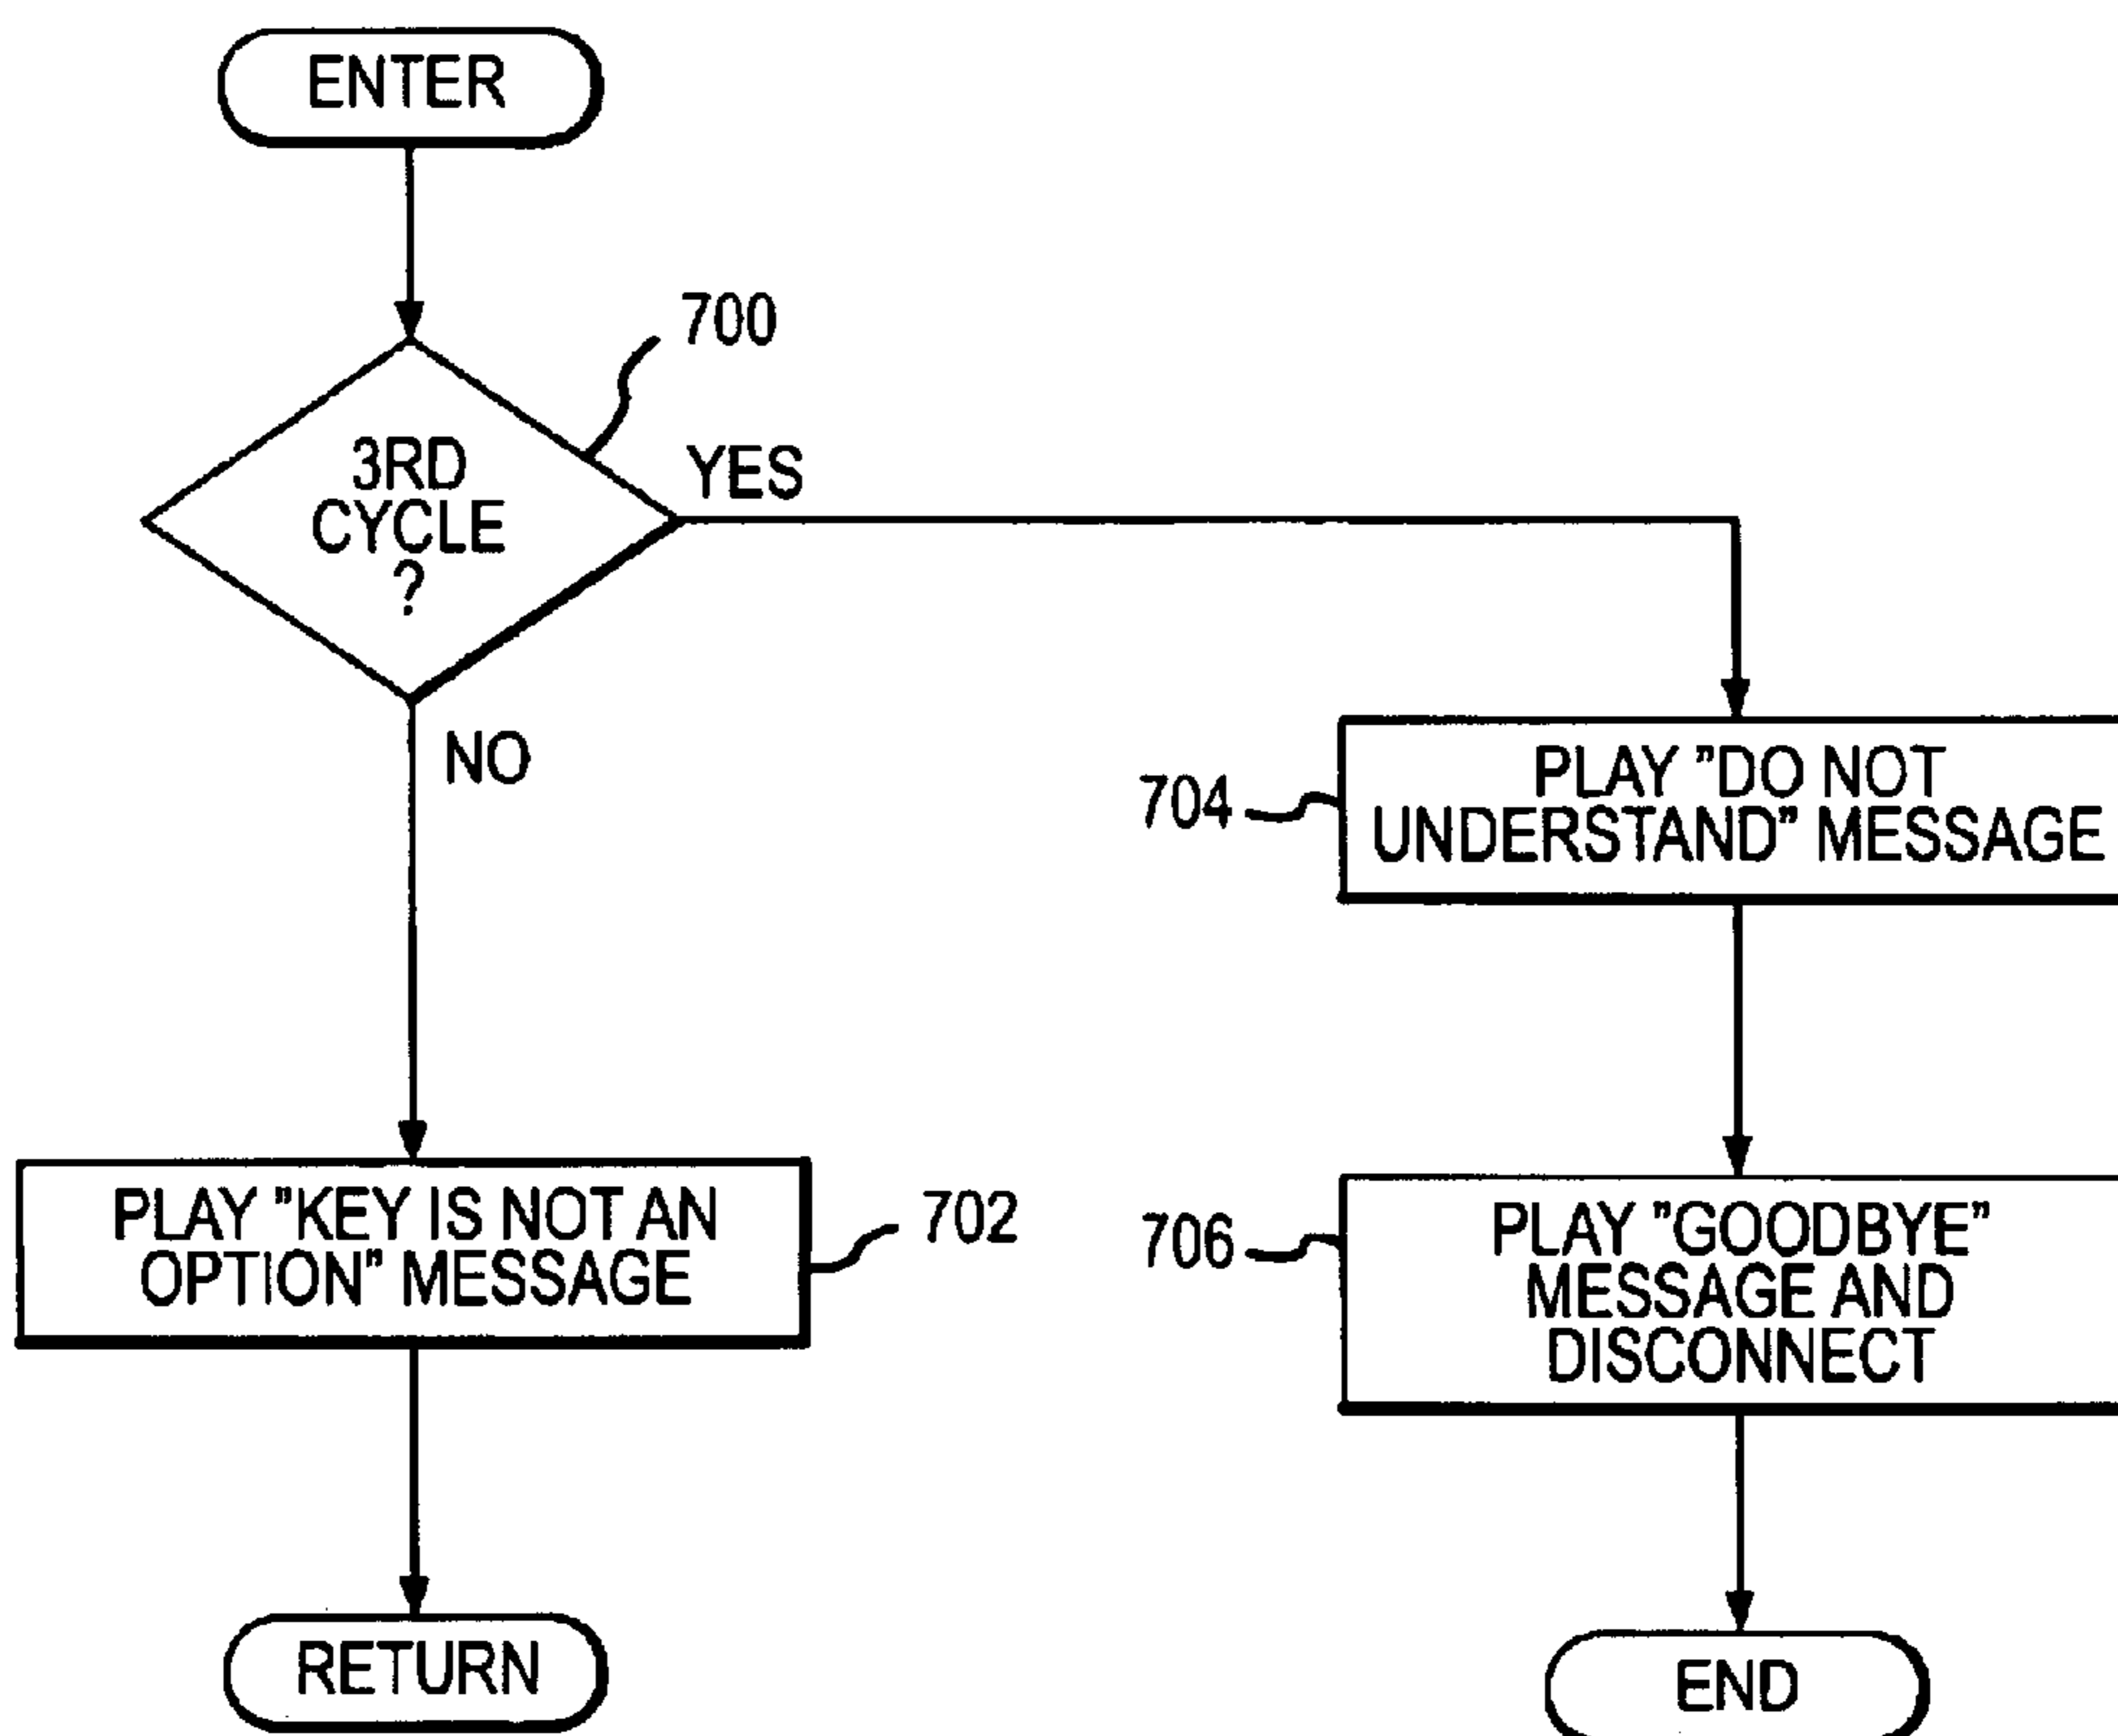 ENTER
700
3RD
CYCLE
?
YES
NO
704
PLAY "DO NOT
UNDERSTAND" MESSAGE
PLAY "KEY IS NOT AN
OPTION" MESSAGE
702
706
PLAY "GOODBYE"
MESSAGE AND
DISCONNECT
RETURN
END